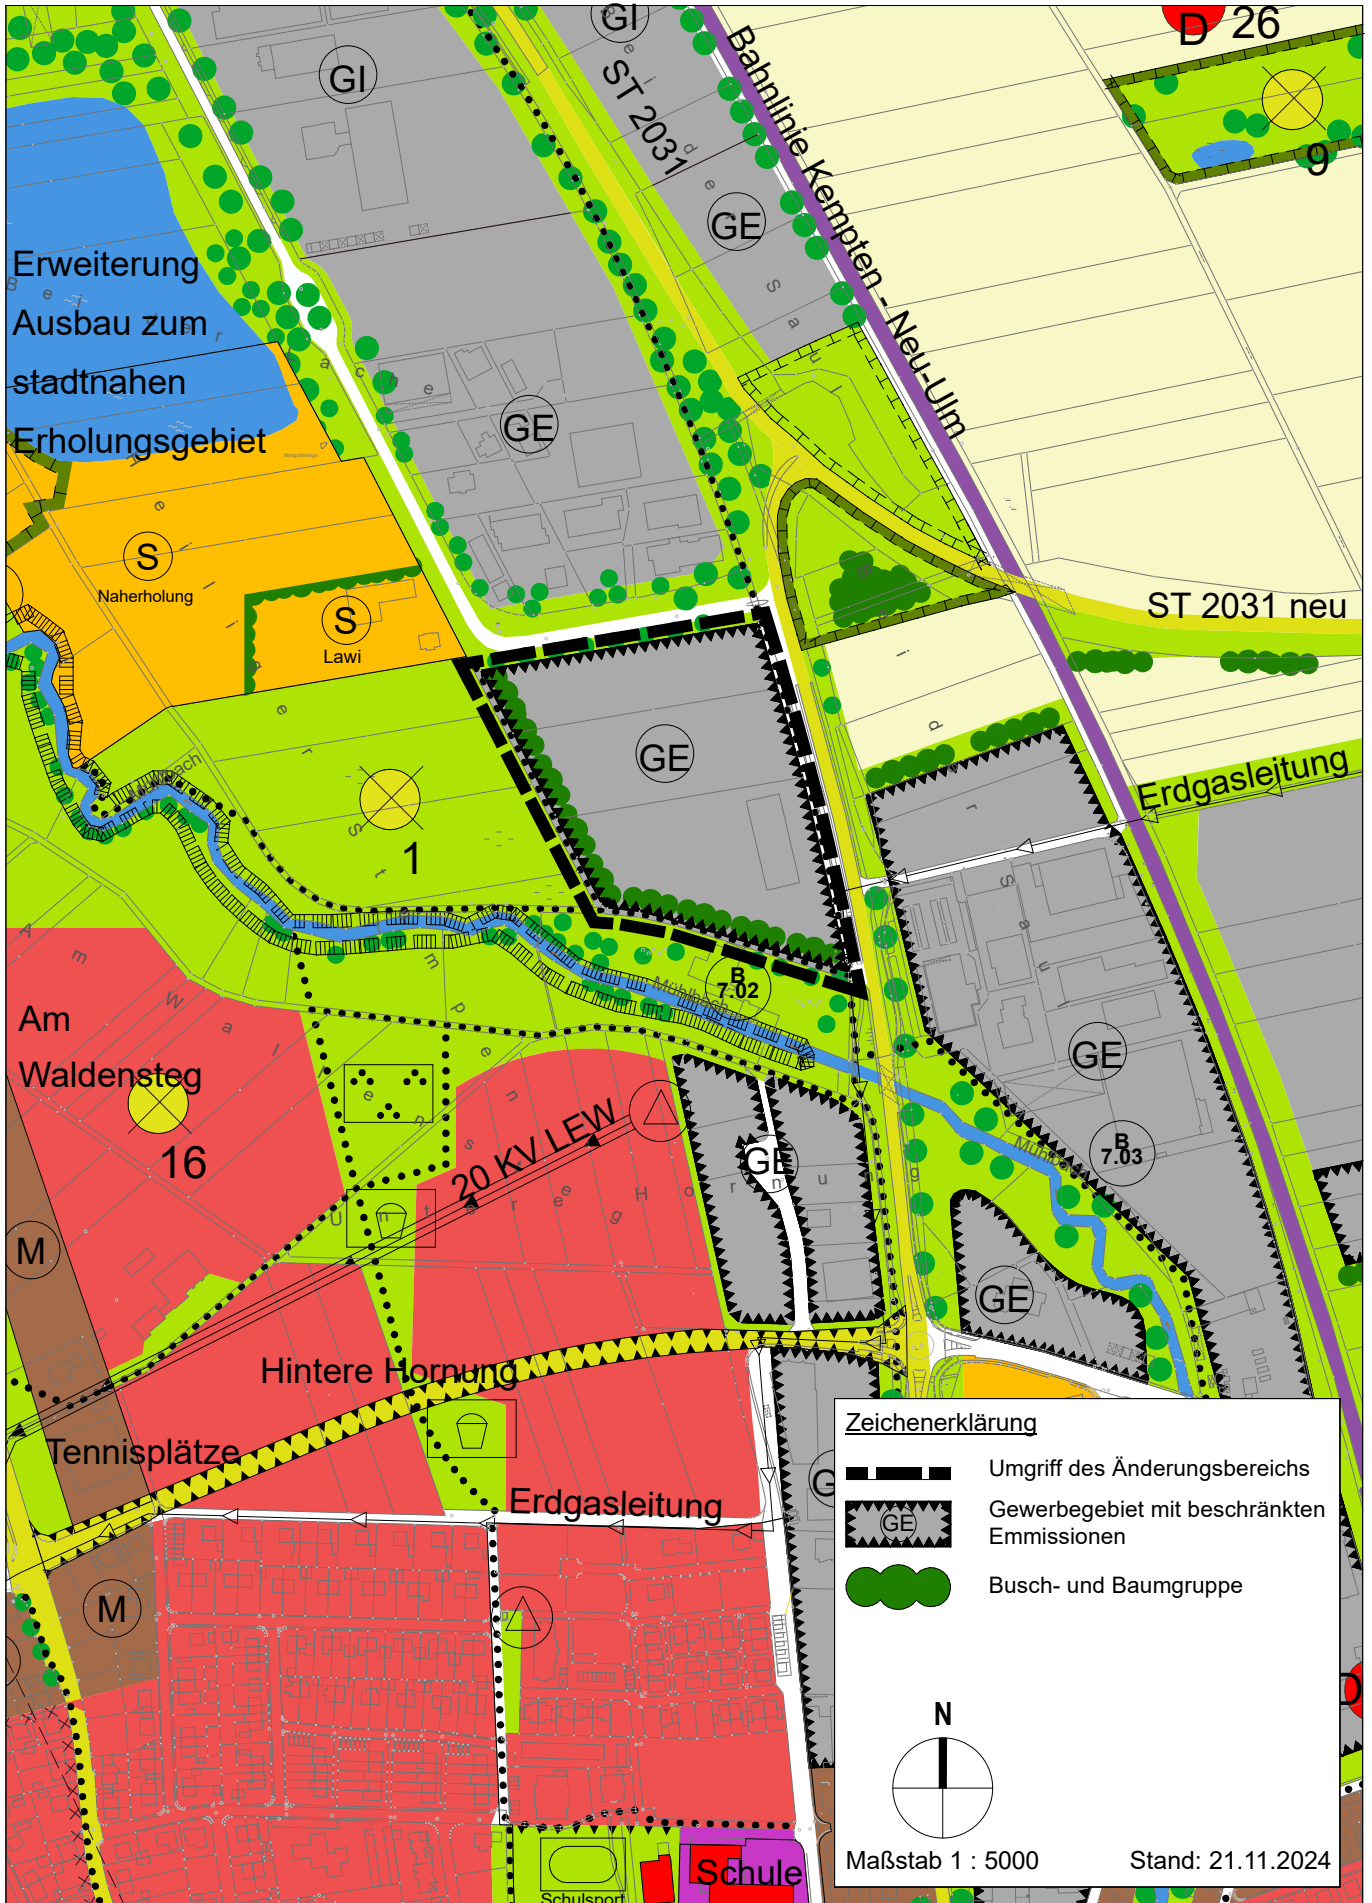 GI
GI
D 26
Bahnlinie Kempten - Neu-Ulm
ST 2031
9
GE
Erweiterung
Ausbau zum
stadtnahen
Erholungsgebiet
GE
S
Naherholung
S
Lawi
ST 2031 neu
GE
Erdgasleitung
Mühlbach
1
B
7.02
Mühlbach
Am
Waldensteg
16
GE
B
7.03
Mühlbach
20 KV LEW
GE
M
GE
Hintere Hornung
Tennisplätze
Erdgasleitung
M
Zeichenerklärung
Umgriff des Änderungsbereichs
GE
Gewerbegebiet mit beschränkten
Emmissionen
Busch- und Baumgruppe
N
Maßstab 1 : 5000
Stand: 21.11.2024
D
Schule
Schulsport